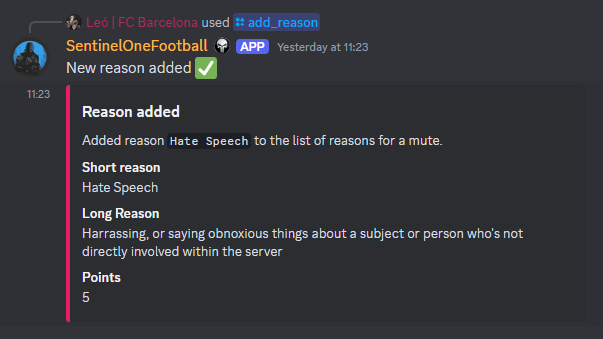 Leó | FC Barcelona used add_reason
SentinelOneFootball APP Yesterday at 11:23
New reason added ✅
11:23
Reason added
Added reason Hate Speech to the list of reasons for a mute.
Short reason
Hate Speech
Long Reason
Harrassing, or saying obnoxious things about a subject or person who's not
directly involved within the server
Points
5